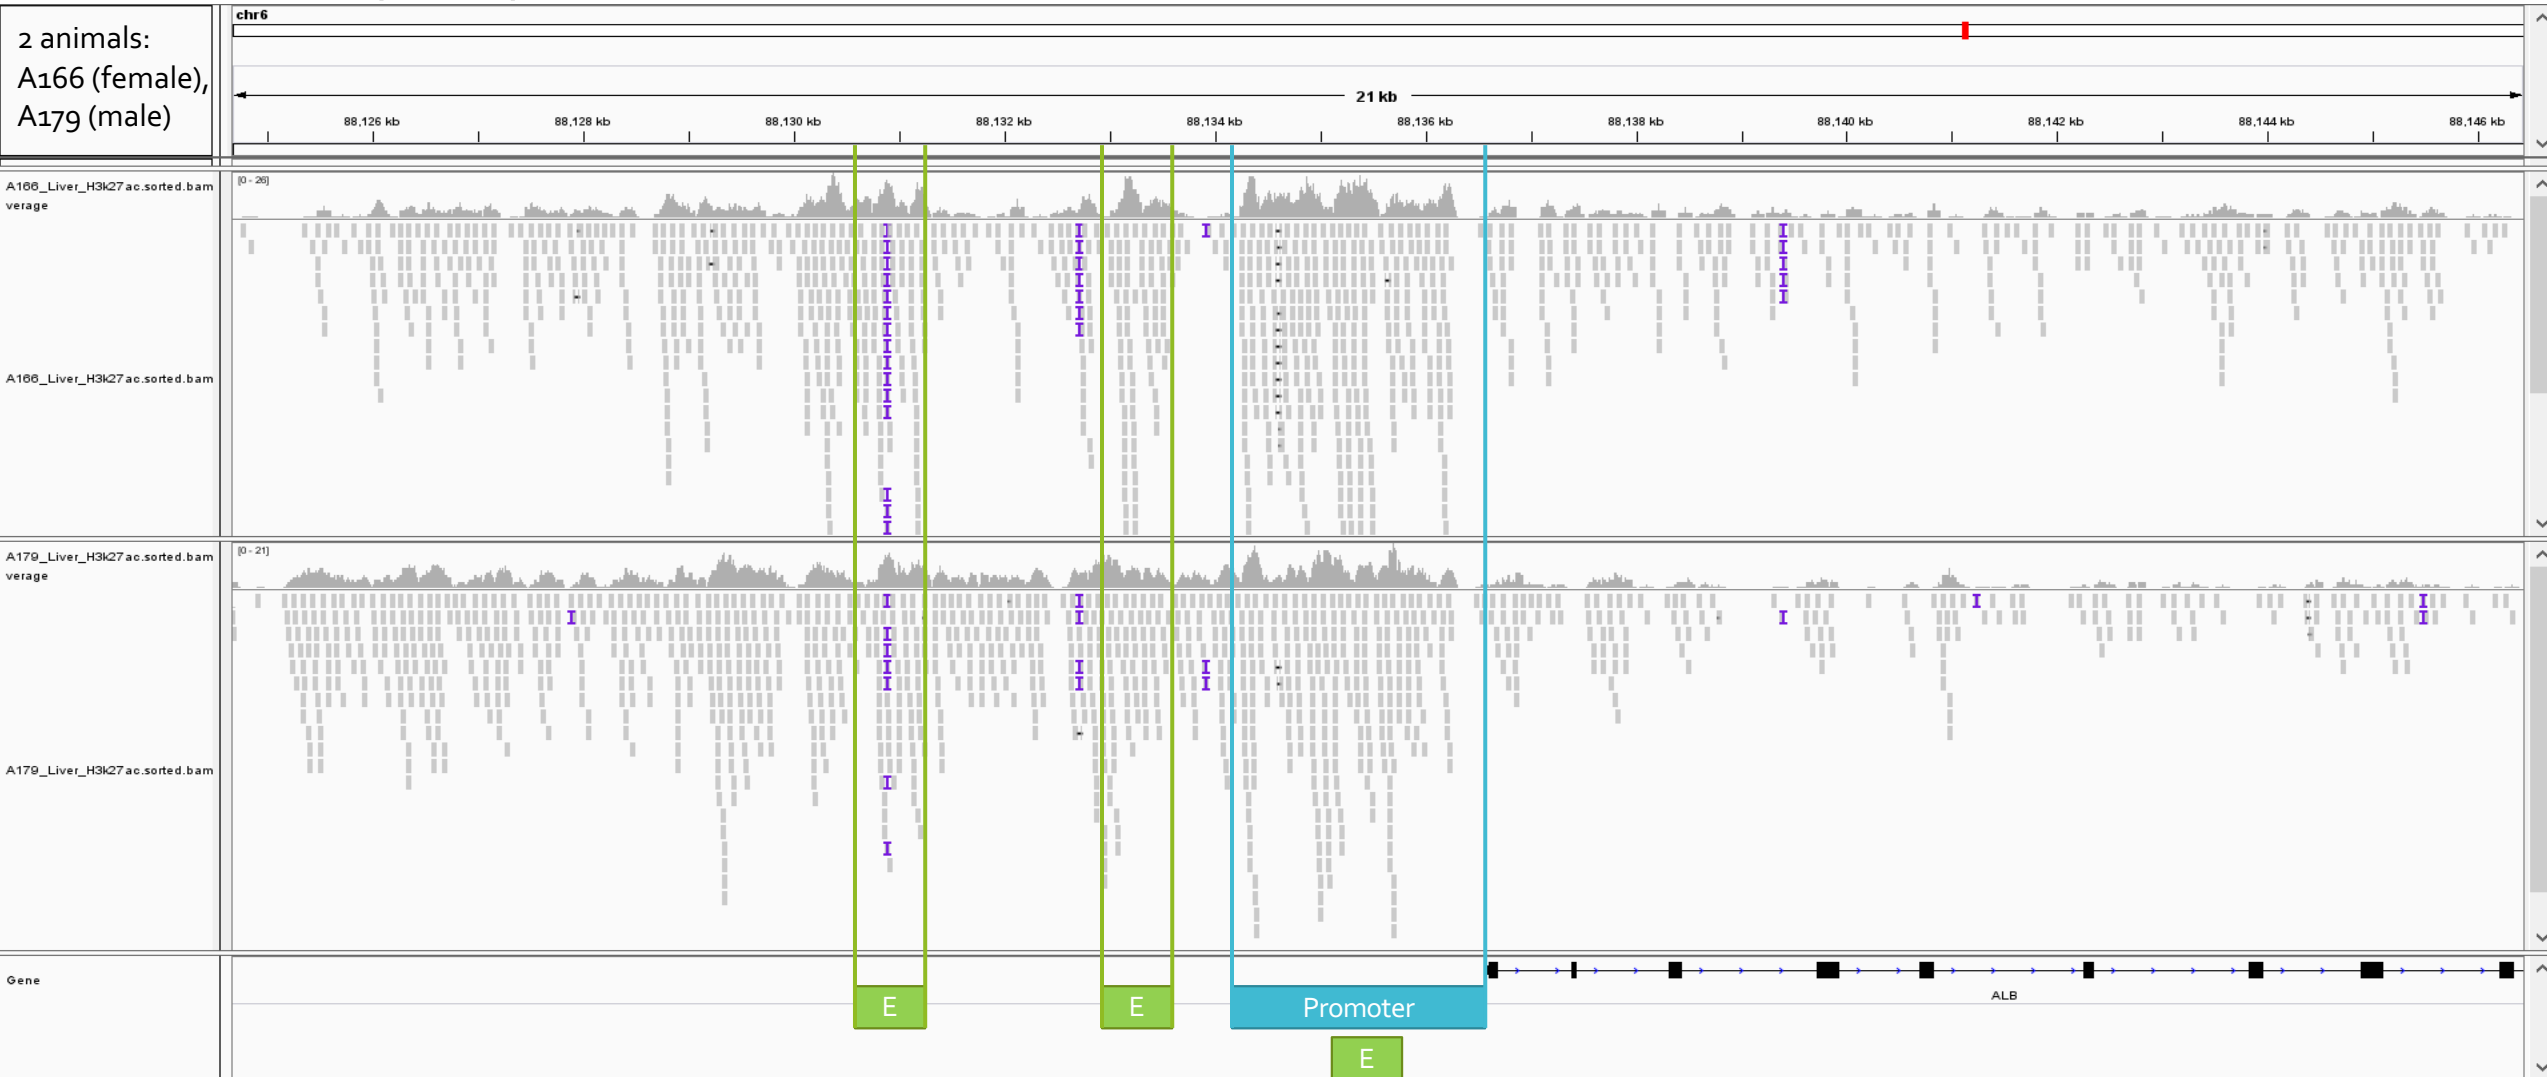 2 animals:
A166 (female),
A179 (male)
chr6
21 kb
88,126 kb 88,128 kb 88,130 kb 88,132 kb 88,134 kb 88,136 kb 88,138 kb 88,140 kb 88,142 kb 88,144 kb 88,146 kb
A166_Liver_H3k27ac.sorted.bam
verage
[0 - 26]
A166_Liver_H3k27ac.sorted.bam
A179_Liver_H3k27ac.sorted.bam
verage
[0 - 21]
A179_Liver_H3k27ac.sorted.bam
Gene
ALB
E E Promoter
E